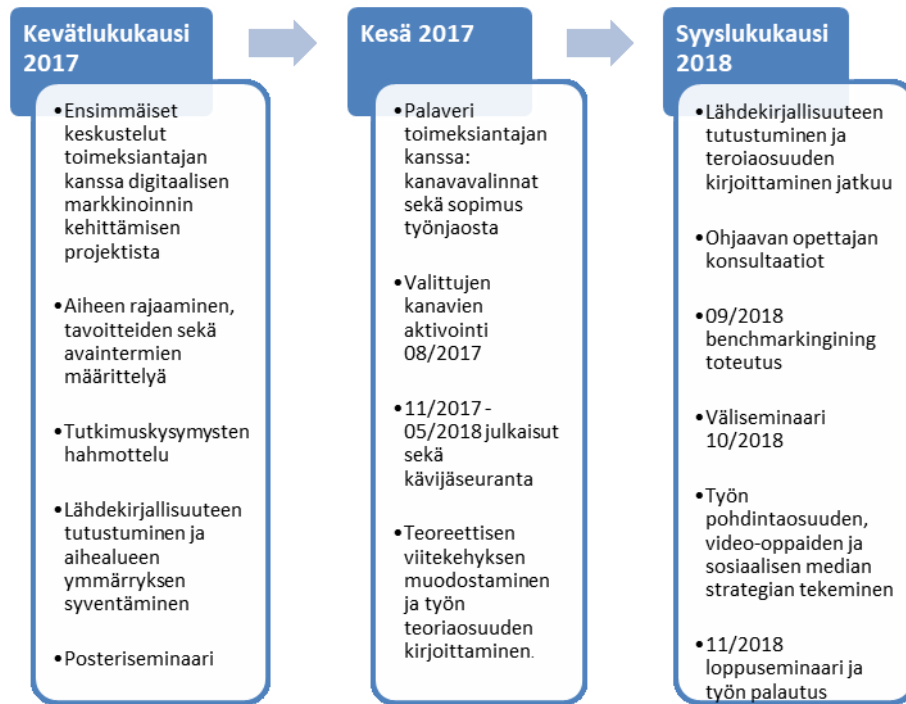 Kevätlukukausi
2017
•Ensimmäiset
keskustelut
toimeksiantajan
kanssa digitaalisen
markkinoinnin
kehittämisen
projektista
•Aiheen rajaaminen,
tavoitteiden sekä
avaintermien
määrittelyä
•Tutkimuskysymysten
hahmottelu
•Lähdekirjallisuuteen
tutustuminen ja
aihealueen
ymmärryksen
syventäminen
•Posteriseminaari
Kesä 2017
•Palaveri
toimeksiantajan
kanssa:
kanavavalinnat
sekä sopimus
työnjaosta
•Valittujen
kanavien
aktivointi
08/2017
•11/2017 -
05/2018 julkaisut
sekä
kävijäseuranta
•Teoreettisen
viitekehyksen
muodostaminen
ja työn
teoriaosuuden
kirjoittaminen.
Syyslukukausi
2018
•Lähdekirjallisuuteen
tutustuminen ja
teroiaosuuden
kirjoittaminen jatkuu
•Ohjaavan opettajan
konsultaatiot
•09/2018
benchmarkingining
toteutus
•Väliseminaari
10/2018
•Työn
pohdintaosuuden,
video-oppaiden ja
sosiaalisen median
strategian tekeminen
•11/2018
loppuseminaari ja
työn palautus